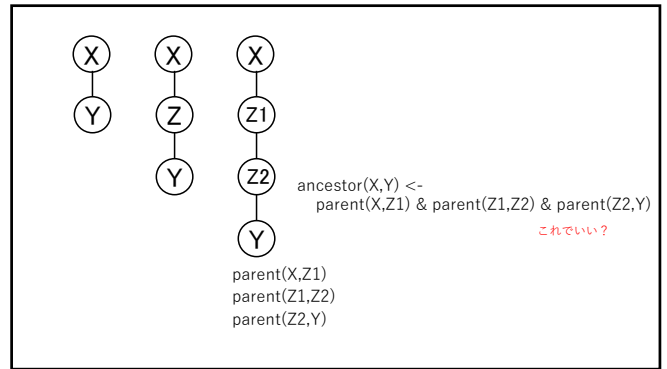 X
Y
X
Z
Y
X
Z1
Z2
Y
ancestor(X,Y) <-
parent(X,Z1) & parent(Z1,Z2) & parent(Z2,Y)
これでいい？
parent(X,Z1)
parent(Z1,Z2)
parent(Z2,Y)